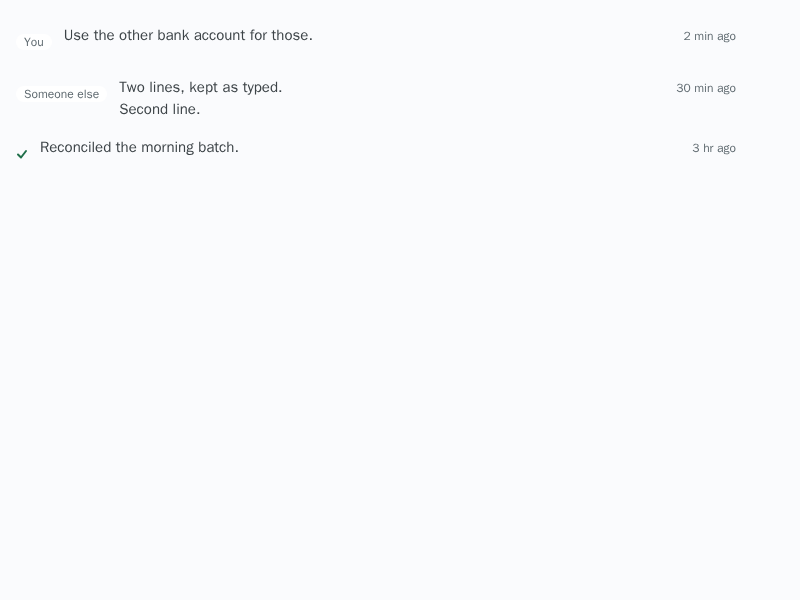 You Use the other bank account for those. 2 min ago
Someone else Two lines, kept as typed. 30 min ago
Second line.
Reconciled the morning batch. 3 hr ago